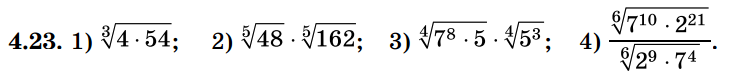 4.23. 1) ∛(4 · 54); 2) ⁵√48 · ⁵√162; 3) ⁴√(7⁸ · 5) · ⁴√(5³); 4) ⁶√(7¹⁰ · 2²¹) / ⁶√(2⁹ · 7⁴).